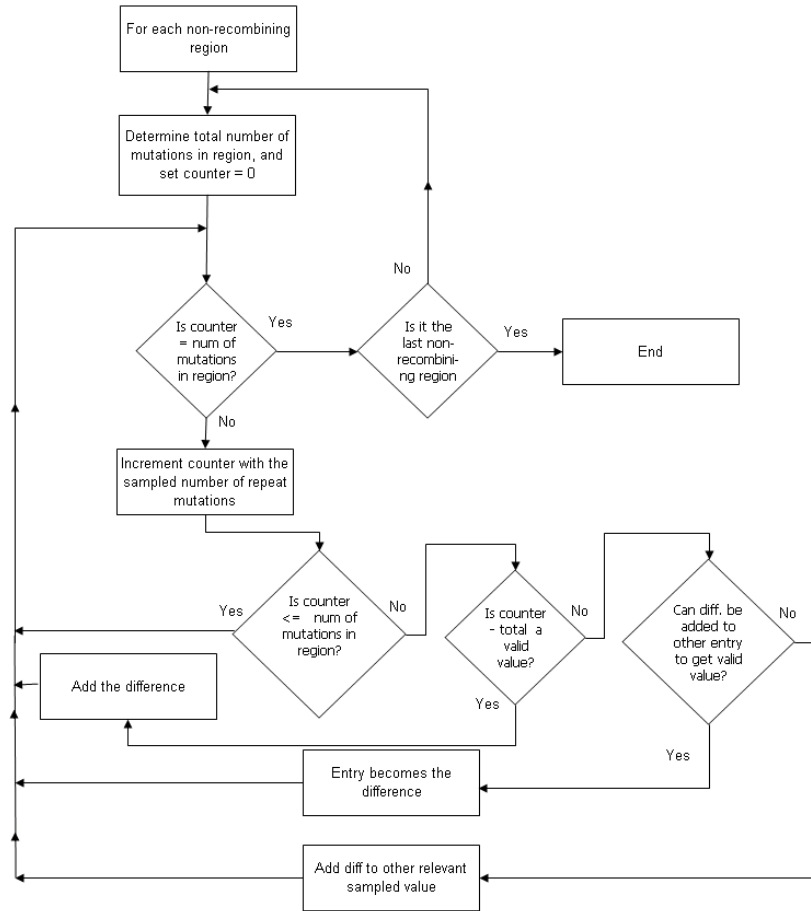 For each non-recombining
region
Determine total number of
mutations in region, and
set counter = 0
No
Is counter
= num of
mutations
in region?
Yes
Is it the
last non-
recombini-
ng region
Yes
End
No
Increment counter with the
sampled number of repeat
mutations
Yes
Is counter
<= num of
mutations in
region?
No
Is counter
- total a
valid
value?
No
Can diff. be
added to
other entry
to get valid
value?
No
Add the difference
Yes
Yes
Entry becomes the
difference
Add diff to other relevant
sampled value